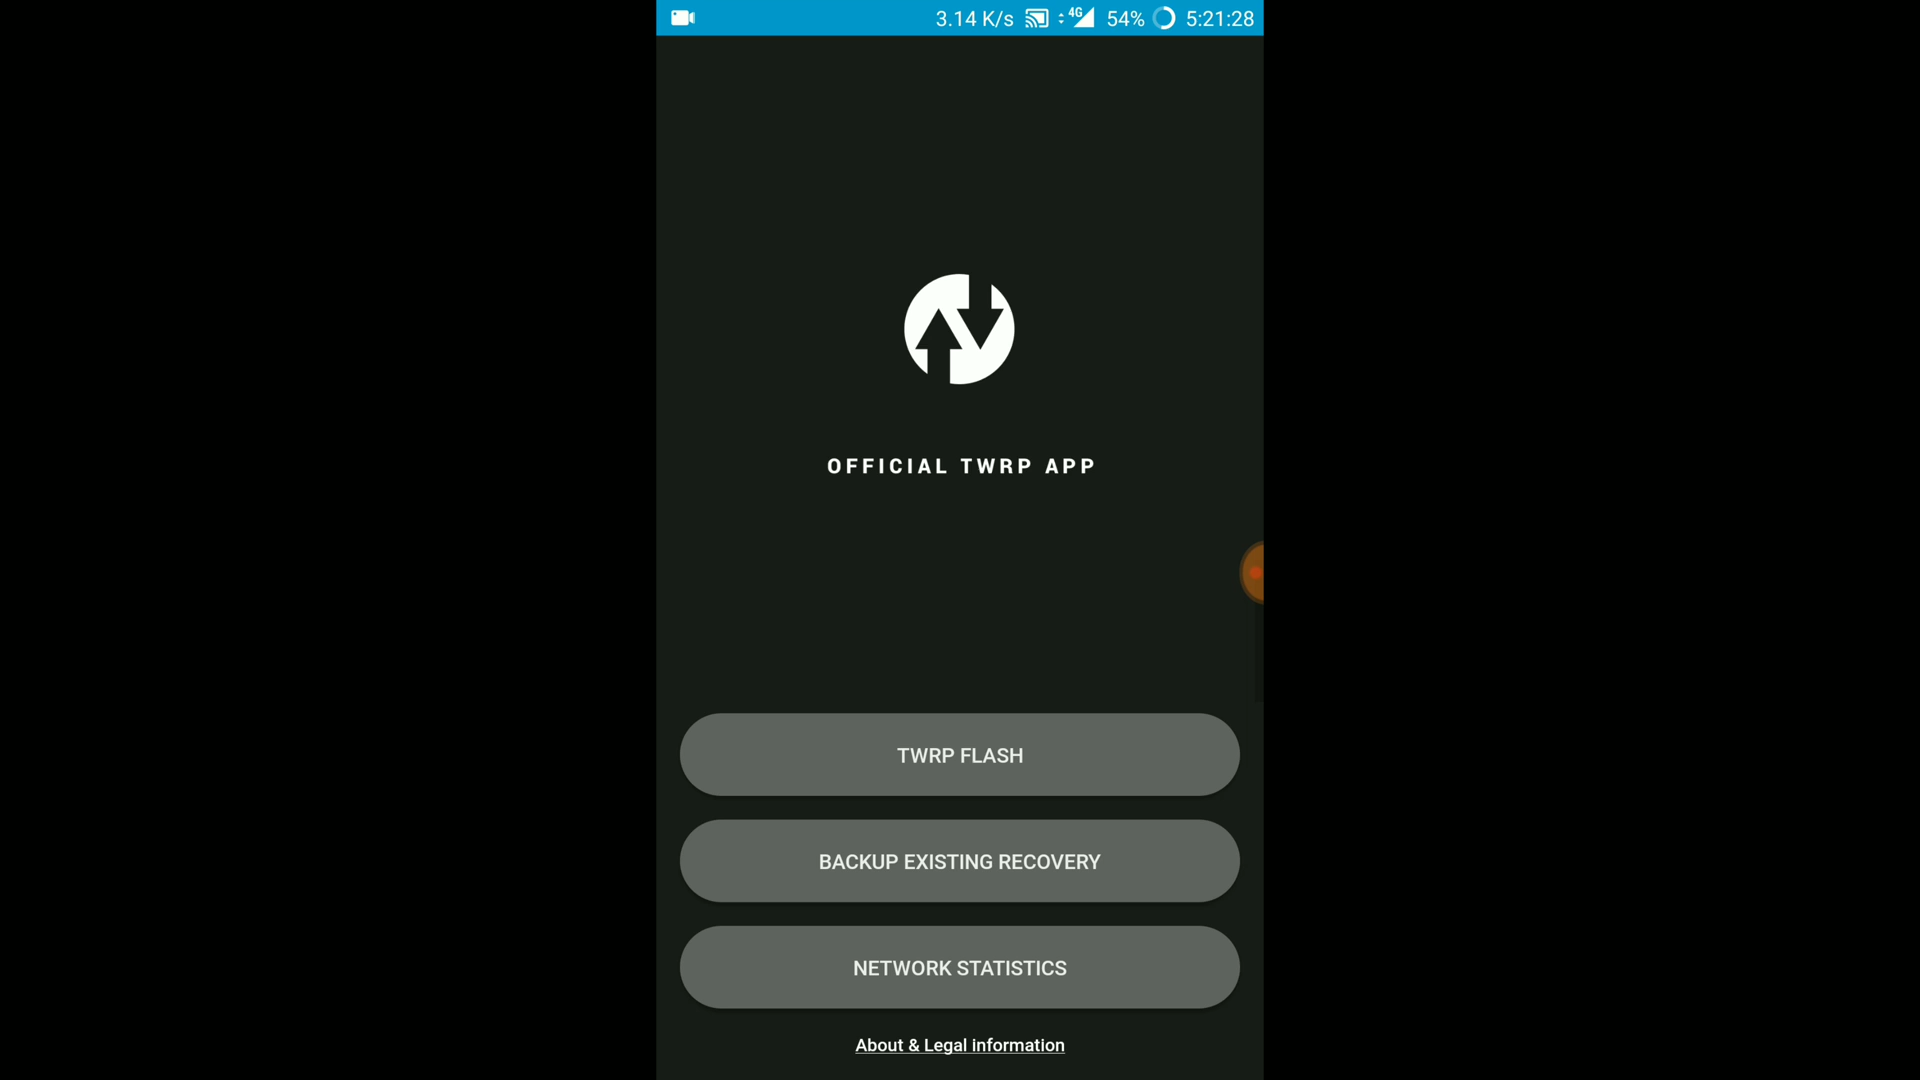 3.14 K/s 4G 54% 5:21:28
OFFICIAL TWRP APP
TWRP FLASH
BACKUP EXISTING RECOVERY
NETWORK STATISTICS
About & Legal information